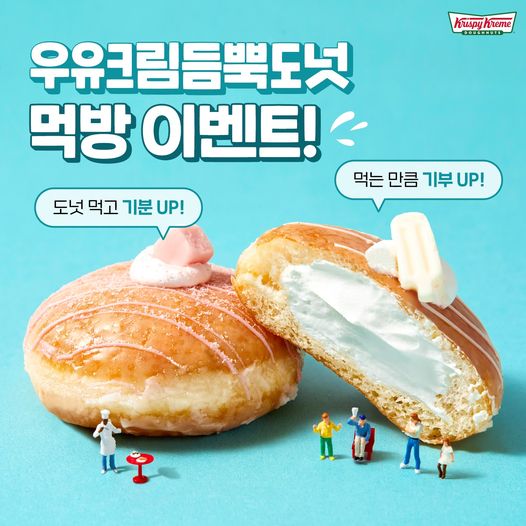 Krispy Kreme
DOUGHNUTS
우유크림듬뿍도넛
먹방 이벤트!
먹는 만큼 기부 UP!
도넛 먹고 기분 UP!